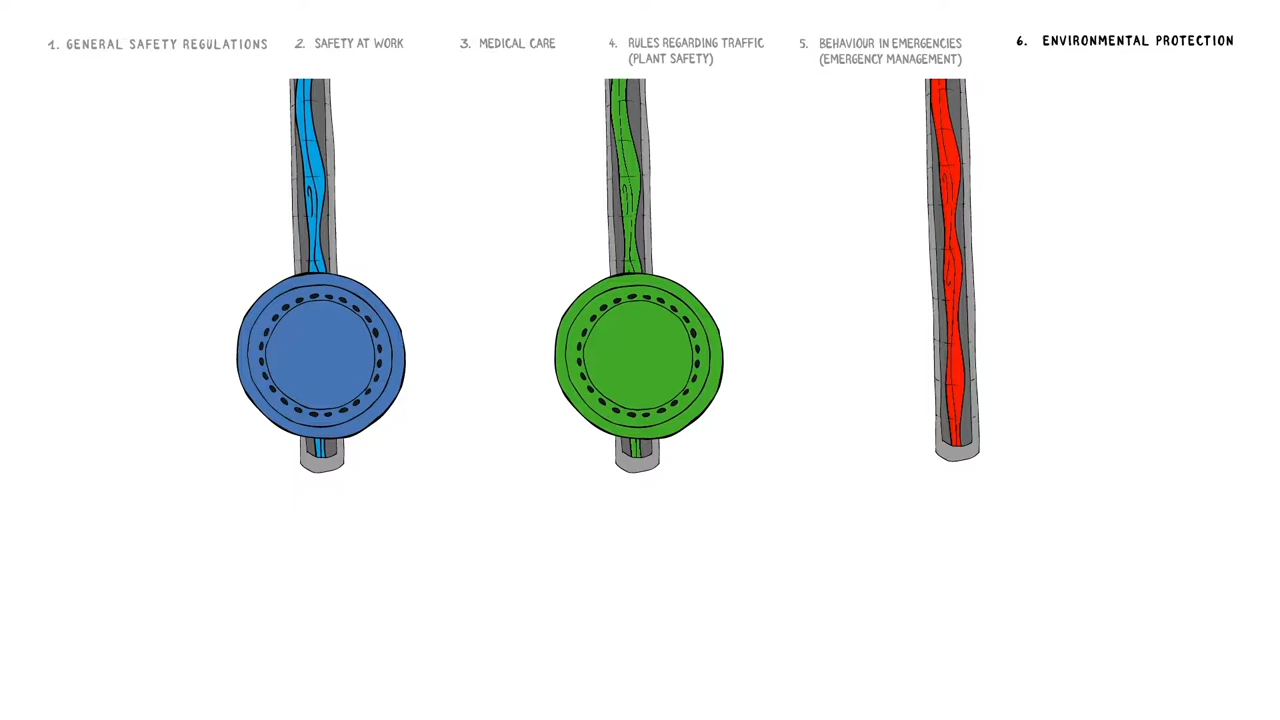 1. GENERAL SAFETY REGULATIONS
2. SAFETY AT WORK
3. MEDICAL CARE
4. RULES REGARDING TRAFFIC
(PLANT SAFETY)
5. BEHAVIOUR IN EMERGENCIES
(EMERGENCY MANAGEMENT)
6. ENVIRONMENTAL PROTECTION